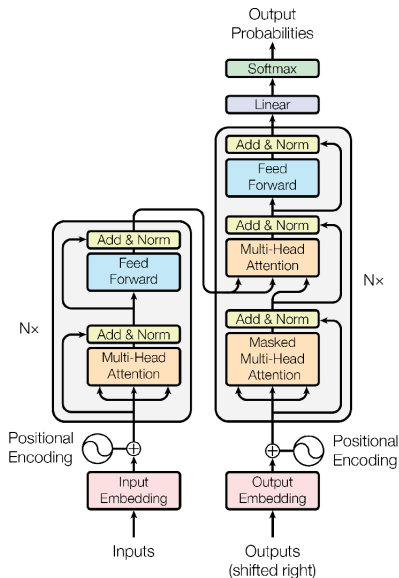 Output
Probabilities
Softmax
Linear
Add & Norm
Feed
Forward
Add & Norm
Multi-Head
Attention
Add & Norm
Masked
Multi-Head
Attention
N×
Add & Norm
Feed
Forward
Add & Norm
Multi-Head
Attention
N×
Positional
Encoding
Positional
Encoding
Input
Embedding
Output
Embedding
Inputs
Outputs
(shifted right)